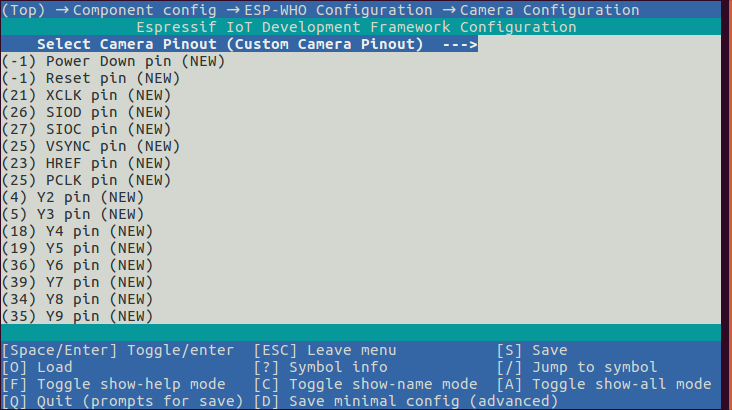 (Top) →Component config →ESP-WHO Configuration →Camera Configuration
Espressif IoT Development Framework Configuration
Select Camera Pinout (Custom Camera Pinout)  --->
(-1) Power Down pin (NEW)
(-1) Reset pin (NEW)
(21) XCLK pin (NEW)
(26) SIOD pin (NEW)
(27) SIOC pin (NEW)
(25) VSYNC pin (NEW)
(23) HREF pin (NEW)
(25) PCLK pin (NEW)
(4) Y2 pin (NEW)
(5) Y3 pin (NEW)
(18) Y4 pin (NEW)
(19) Y5 pin (NEW)
(36) Y6 pin (NEW)
(39) Y7 pin (NEW)
(34) Y8 pin (NEW)
(35) Y9 pin (NEW)
[Space/Enter] Toggle/enter  [ESC] Leave menu  [S] Save
[O] Load  [?] Symbol info  [/] Jump to symbol
[F] Toggle show-help mode  [C] Toggle show-name mode  [A] Toggle show-all mode
[Q] Quit (prompts for save)  [D] Save minimal config (advanced)